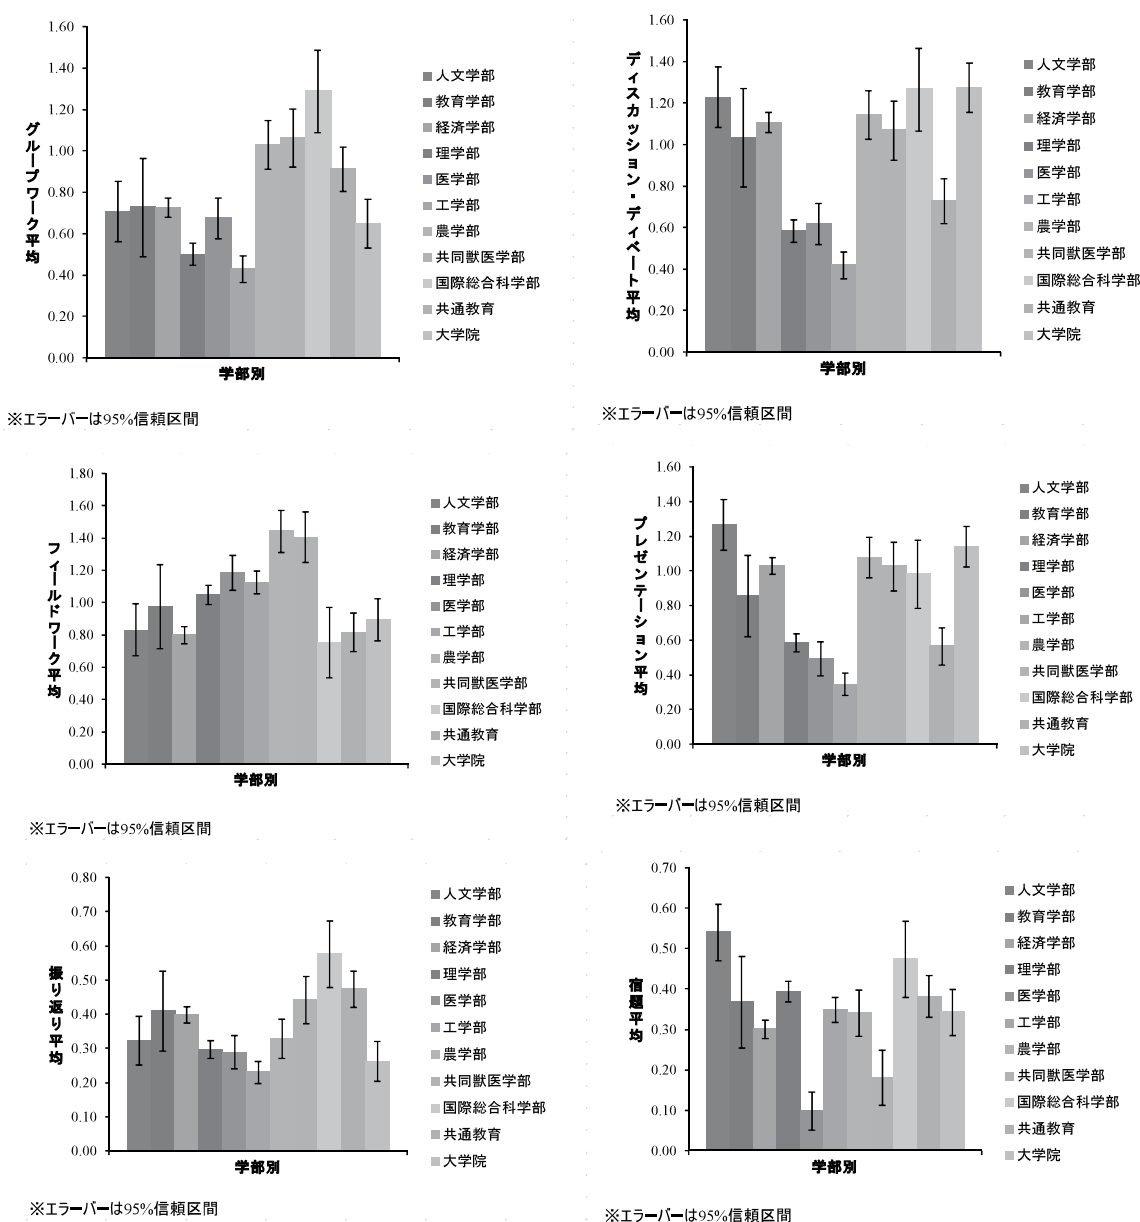 グループワーク平均
1.60
1.40
1.20
1.00
0.80
0.60
0.40
0.20
0.00
学部別
人文学部
教育学部
経済学部
理学部
医学部
工学部
農学部
共同獣医学部
国際総合科学部
共通教育
大学院
※エラーバーは95%信頼区間
ディスカッション・ディベート平均
1.60
1.40
1.20
1.00
0.80
0.60
0.40
0.20
0.00
学部別
人文学部
教育学部
経済学部
理学部
医学部
工学部
農学部
共同獣医学部
国際総合科学部
共通教育
大学院
※エラーバーは95%信頼区間
フィールドワーク平均
1.80
1.60
1.40
1.20
1.00
0.80
0.60
0.40
0.20
0.00
学部別
人文学部
教育学部
経済学部
理学部
医学部
工学部
農学部
共同獣医学部
国際総合科学部
共通教育
大学院
※エラーバーは95%信頼区間
プレゼンテーション平均
1.60
1.40
1.20
1.00
0.80
0.60
0.40
0.20
0.00
学部別
人文学部
教育学部
経済学部
理学部
医学部
工学部
農学部
共同獣医学部
国際総合科学部
共通教育
大学院
※エラーバーは95%信頼区間
振り返り平均
0.80
0.70
0.60
0.50
0.40
0.30
0.20
0.10
0.00
学部別
人文学部
教育学部
経済学部
理学部
医学部
工学部
農学部
共同獣医学部
国際総合科学部
共通教育
大学院
※エラーバーは95%信頼区間
宿題平均
0.70
0.60
0.50
0.40
0.30
0.20
0.10
0.00
学部別
人文学部
教育学部
経済学部
理学部
医学部
工学部
農学部
共同獣医学部
国際総合科学部
共通教育
大学院
※エラーバーは95%信頼区間